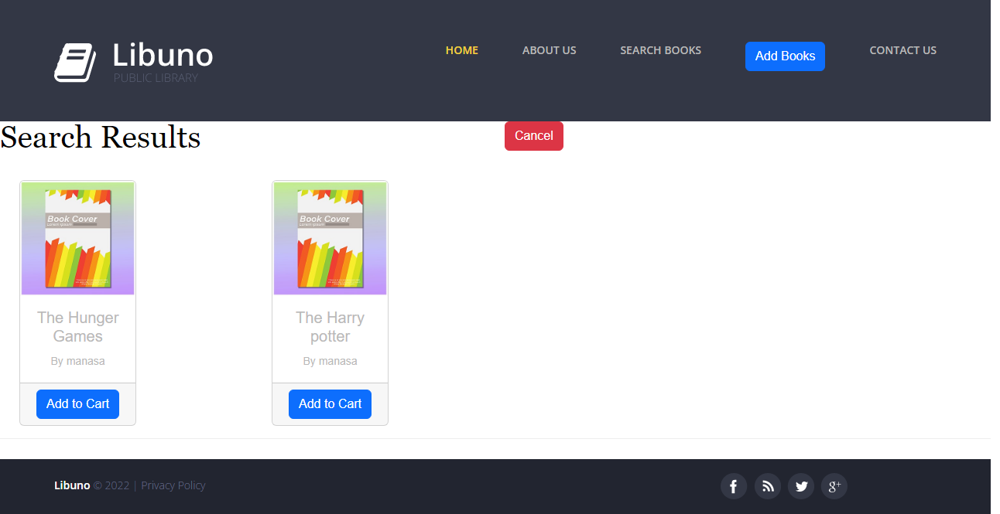 Libuno
PUBLIC LIBRARY
HOME
ABOUT US
SEARCH BOOKS
Add Books
CONTACT US
Search Results
Cancel
Book Cover
Lorem Ipsum
Book Cover
Lorem Ipsum
The Hunger
Games
By manasa
The Harry
potter
By manasa
Add to Cart
Add to Cart
Libuno © 2022 | Privacy Policy